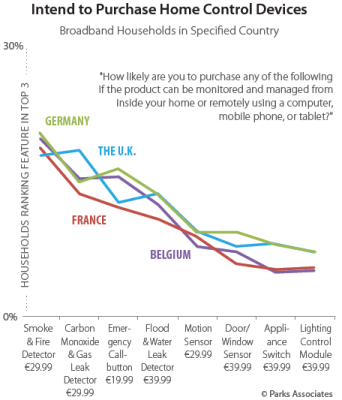 Intend to Purchase Home Control Devices
Broadband Households in Specified Country
30%
"How likely are you to purchase any of the following
if the product can be monitored and managed from
inside your home or remotely using a computer,
mobile phone, or tablet?"
HOUSEHOLDS RANKING FEATURE IN TOP 3
GERMANY
THE U.K.
FRANCE
BELGIUM
0%
Smoke
& Fire
Detector
€29.99
Carbon
Monoxide
& Gas
Leak
Detector
€29.99
Emer-
gency
Call-
button
€19.99
Flood
&Water
Leak
Detector
€39.99
Motion
Sensor
€29.99
Door/
Window
Sensor
€39.99
Appli-
ance
Switch
€39.99
Lighting
Control
Module
€39.99
© Parks Associates